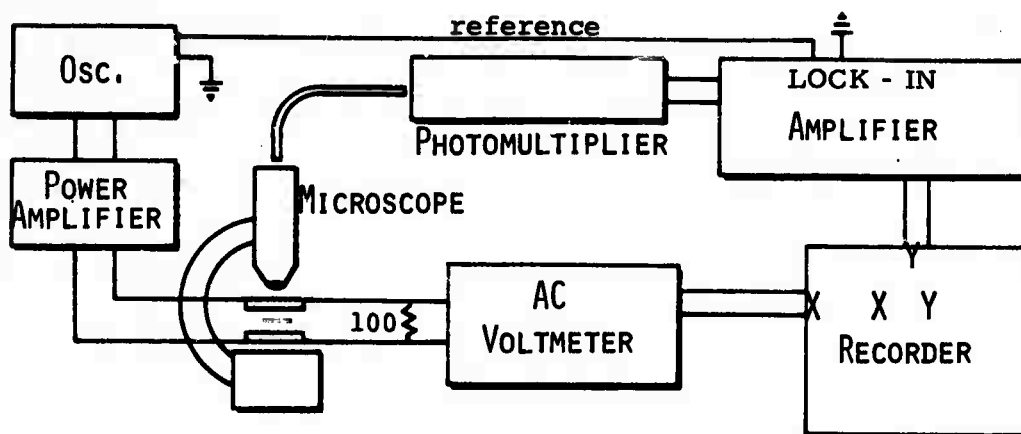 reference
Osc.
LOCK - IN
AMPLIFIER
PHOTOMULTIPLIER
POWER
AMPLIFIER
MICROSCOPE
Y
AC
VOLTMETER
100
X
X Y
RECORDER